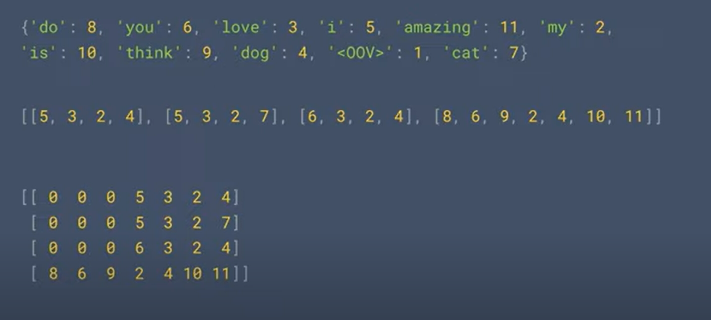 {'do': 8, 'you': 6, 'love': 3, 'i': 5, 'amazing': 11, 'my': 2,
'is': 10, 'think': 9, 'dog': 4, '<OOV>': 1, 'cat': 7}
[[5, 3, 2, 4], [5, 3, 2, 7], [6, 3, 2, 4], [8, 6, 9, 2, 4, 10, 11]]
[[ 0 0 0 5 3 2 4]
[ 0 0 0 5 3 2 7]
[ 0 0 0 6 3 2 4]
[ 8 6 9 2 4 10 11]]